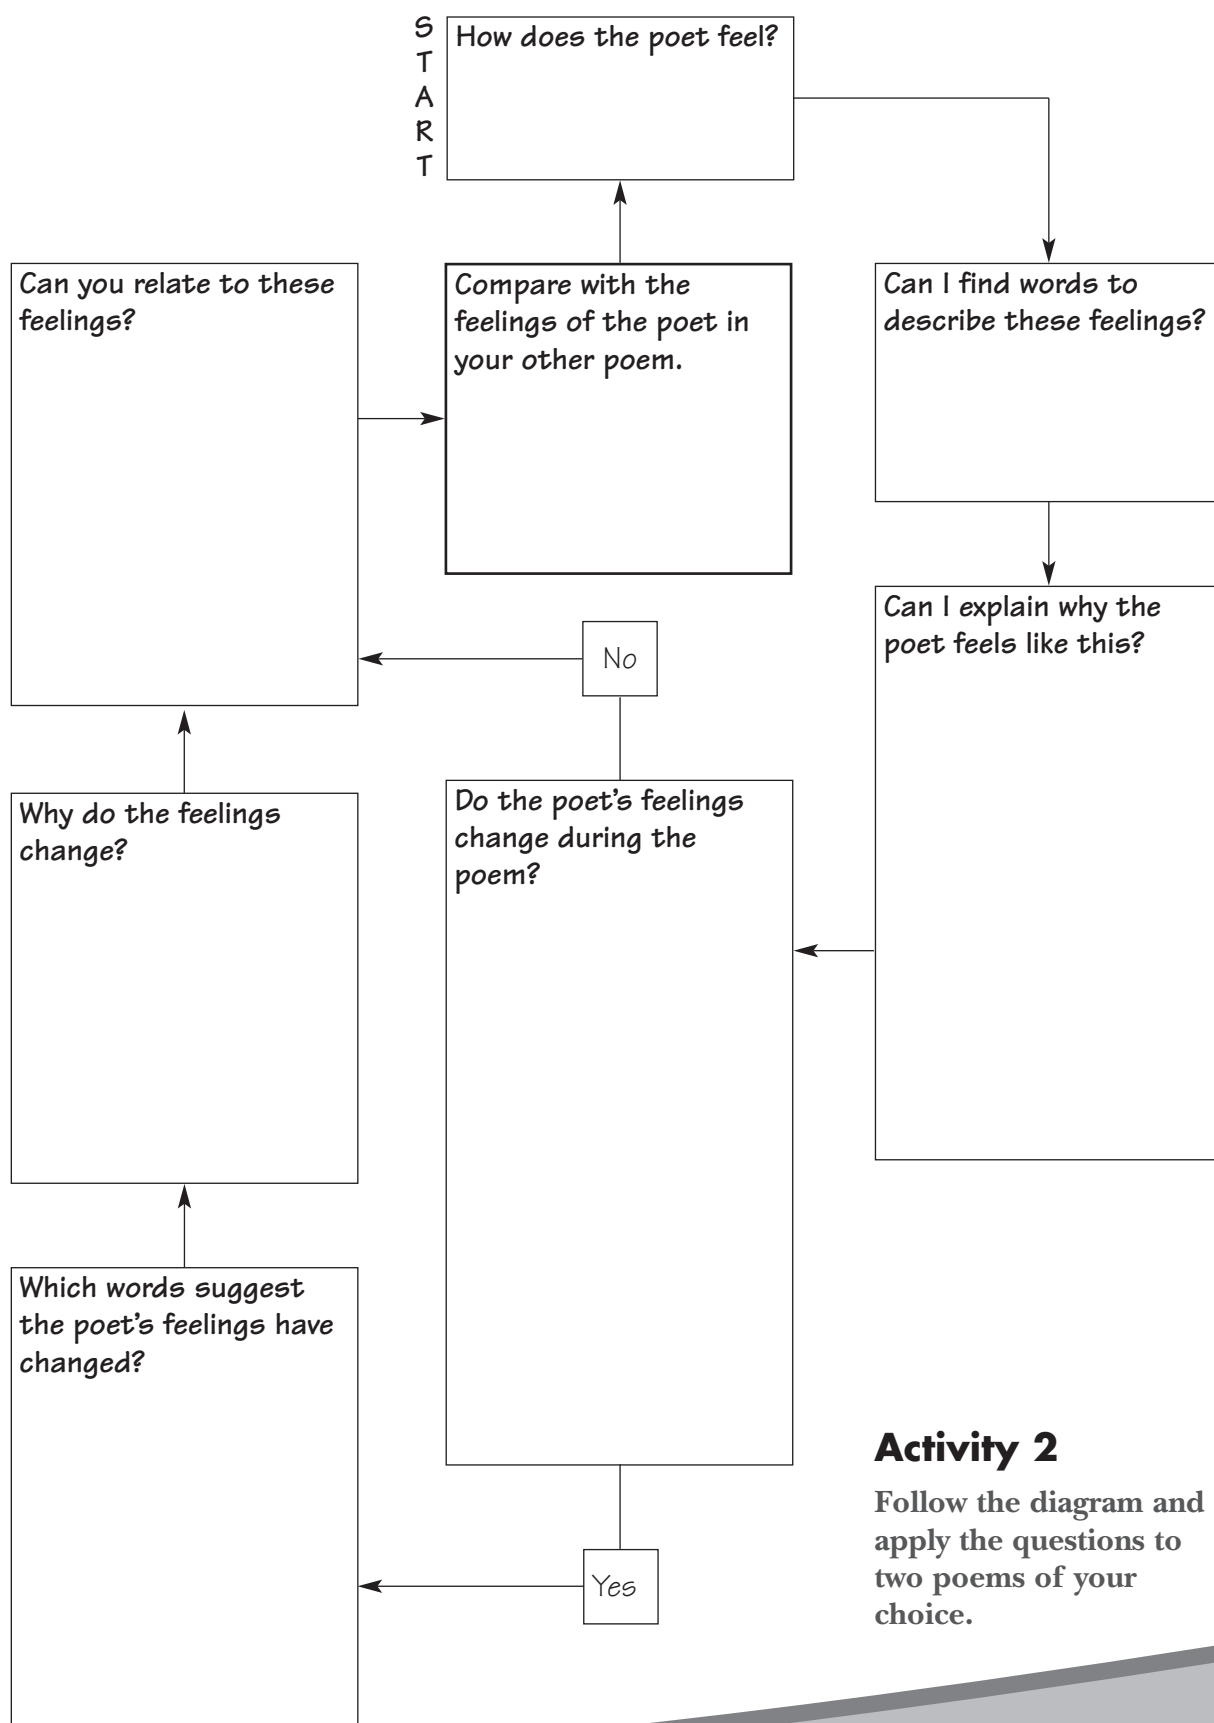 S
T
A
R
T
How does the poet feel?
Can you relate to these
feelings?
Compare with the
feelings of the poet in
your other poem.
Can I find words to
describe these feelings?
Can I explain why the
poet feels like this?
No
Why do the feelings
change?
Do the poet's feelings
change during the
poem?
Which words suggest
the poet's feelings have
changed?
Yes
Activity 2
Follow the diagram and
apply the questions to
two poems of your
choice.